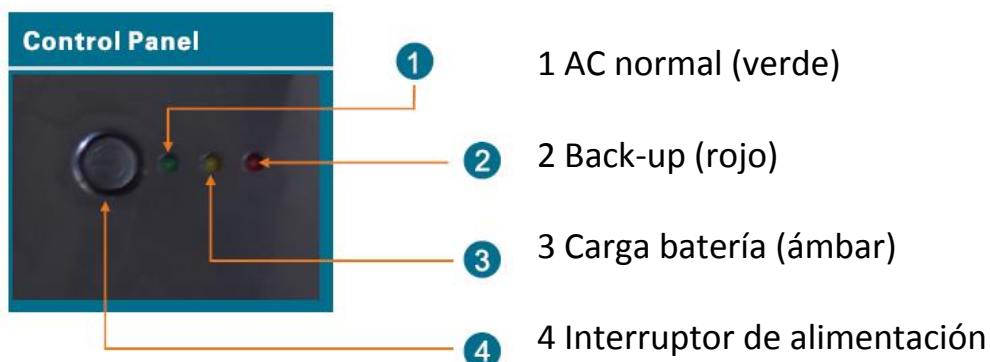 Control Panel
1
1 AC normal (verde)
2
2 Back-up (rojo)
3
3 Carga batería (ámbar)
4
4 Interruptor de alimentación